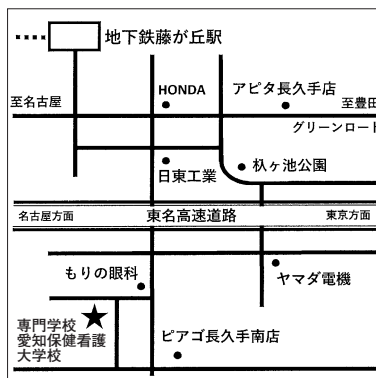 地下鉄藤が丘駅
HONDA
アピタ長久手店
至名古屋
至豊田
グリーンロード
日東工業
杁ヶ池公園
名古屋方面
東名高速道路
東京方面
もりの眼科
ヤマダ電機
専門学校
愛知保健看護
大学校
ピアゴ長久手南店